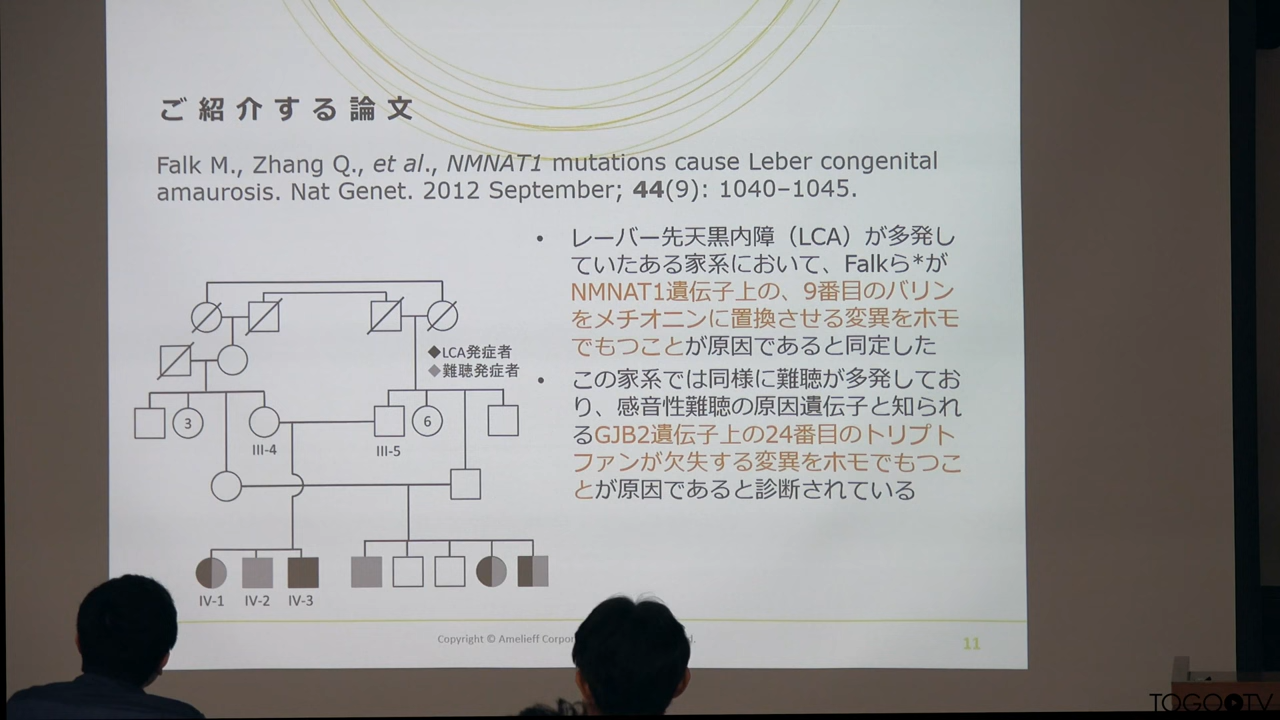 ご紹介する論文
Falk M., Zhang Q., et al., NMNAT1 mutations cause Leber congenital
amaurosis. Nat Genet. 2012 September; 44(9): 1040–1045.
• レーバー先天黒内障（LCA）が多発し
ていたある家系において、Falkら*が
NMNAT1遺伝子上の、9番目のバリン
をメチオニンに置換させる変異をホモ
でもつことが原因であると同定した
• この家系では同様に難聴が多発してお
り、感音性難聴の原因遺伝子と知られ
るGJB2遺伝子上の24番目のトリプト
ファンが欠失する変異をホモでもつこ
とが原因であると診断されている
◆LCA発症者
◆難聴発症者
3
6
III-4
III-5
IV-1
IV-2
IV-3
Copyright © Amelieff
11
TOGOTV